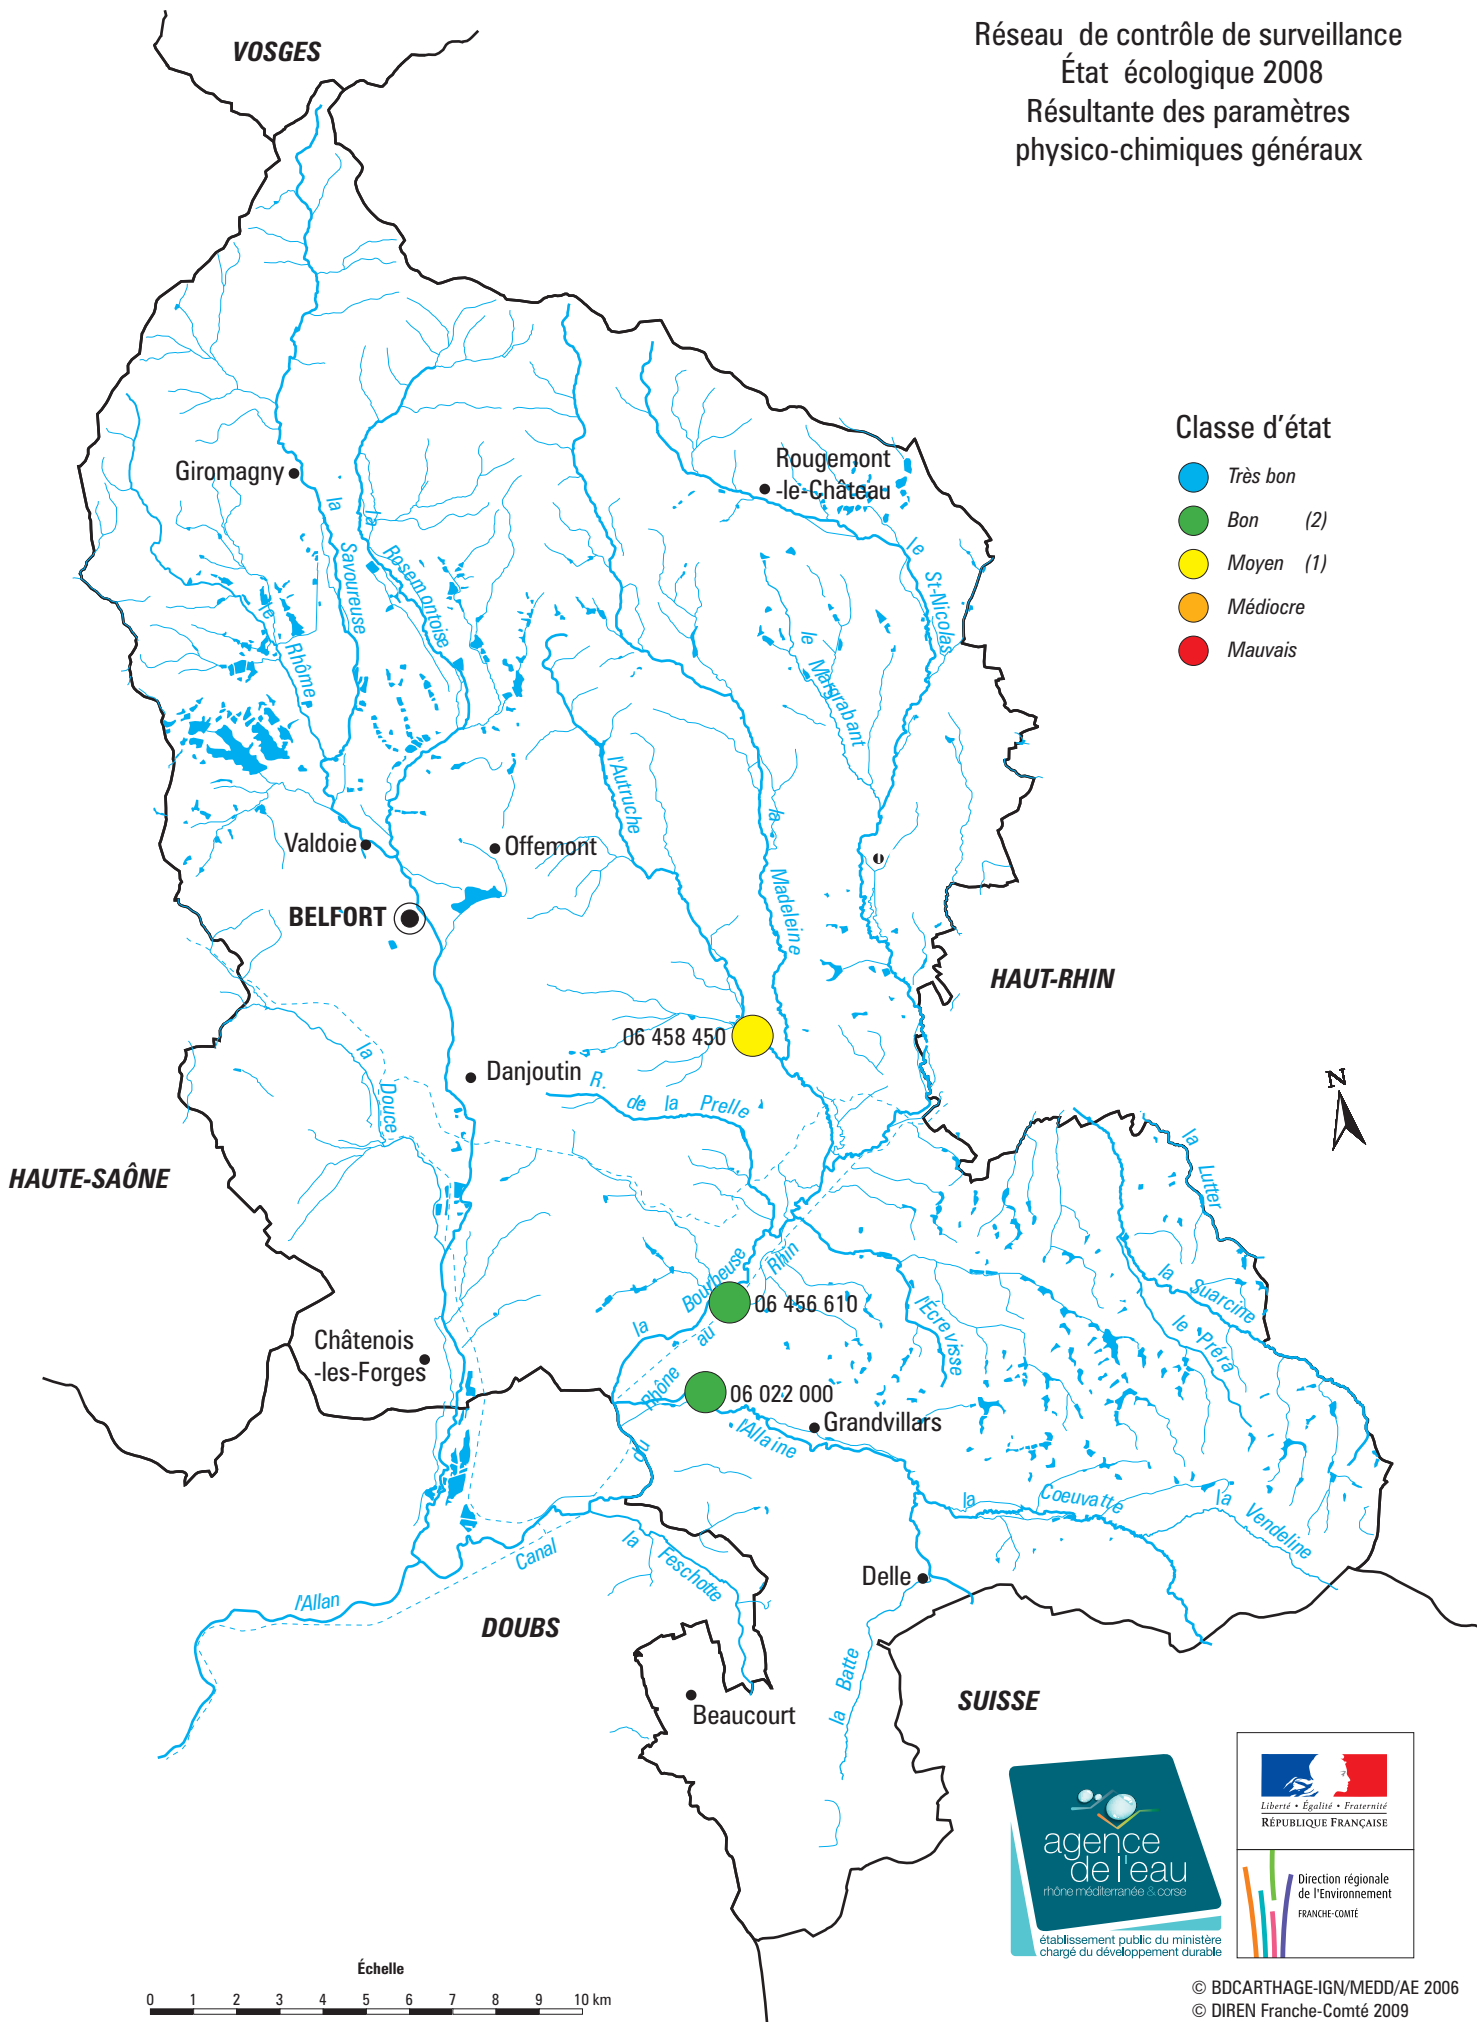 Réseau de contrôle de surveillance
État écologique 2008
Résultante des paramètres
physico-chimiques généraux
VOSGES
Classe d'état
Très bon
Bon (2)
Moyen (1)
Médiocre
Mauvais
Giromagny
Rougemont
-le-Château
la Savoureuse
la Rosemontoise
le Rhôme
le St-Nicolas
le Margrabant
l'Autruche
la Madeleine
Valdoie
Offemont
BELFORT
HAUT-RHIN
06 458 450
la Douce
Danjoutin
R. de la Prelle
N
HAUTE-SAÔNE
la Lutter
la Suarcine
le Préra
la Bourbeuse
06 456 610
l'Écrevisse
Châtenois
-les-Forges
06 022 000
Grandvillars
l'Allaine
Canal du Rhône au Rhin
la Coeuvatte
la Vendeline
la Feschotte
Delle
l'Allan
DOUBS
la Batte
SUISSE
Beaucourt
agence
de l'eau
rhône méditerranée & corse
établissement public du ministère
chargé du développement durable
Liberté • Égalité • Fraternité
RÉPUBLIQUE FRANÇAISE
Direction régionale
de l'Environnement
FRANCHE-COMTÉ
Échelle
0 1 2 3 4 5 6 7 8 9 10 km
© BDCARTHAGE-IGN/MEDD/AE 2006
© DIREN Franche-Comté 2009